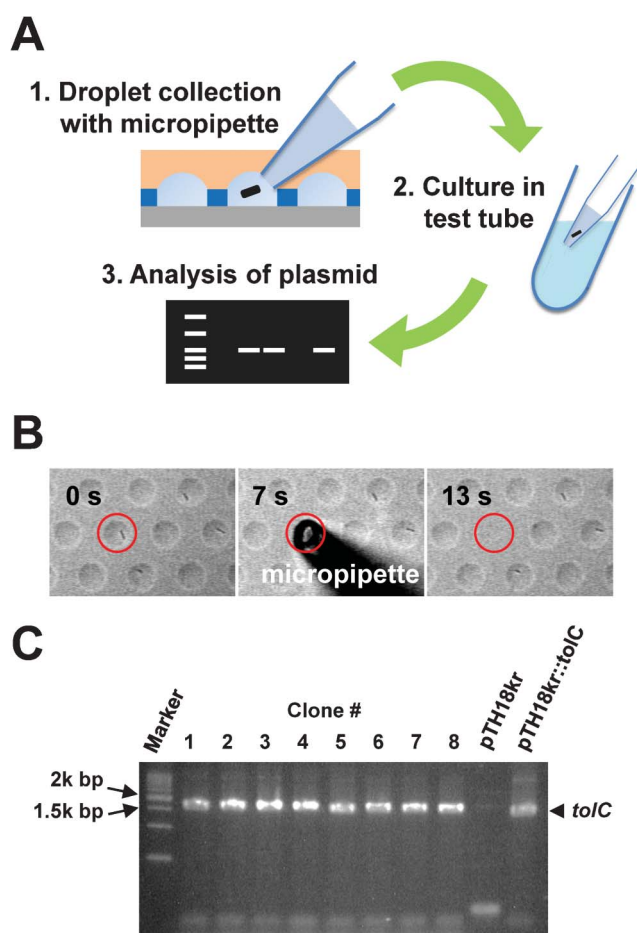 A
1. Droplet collection
with micropipette
2. Culture in
test tube
3. Analysis of plasmid
B
0 s
7 s
13 s
micropipette
C
Marker
Clone #
1 2 3 4 5 6 7 8
pTH18kr
pTH18kr::tolC
2k bp
1.5k bp
tolC